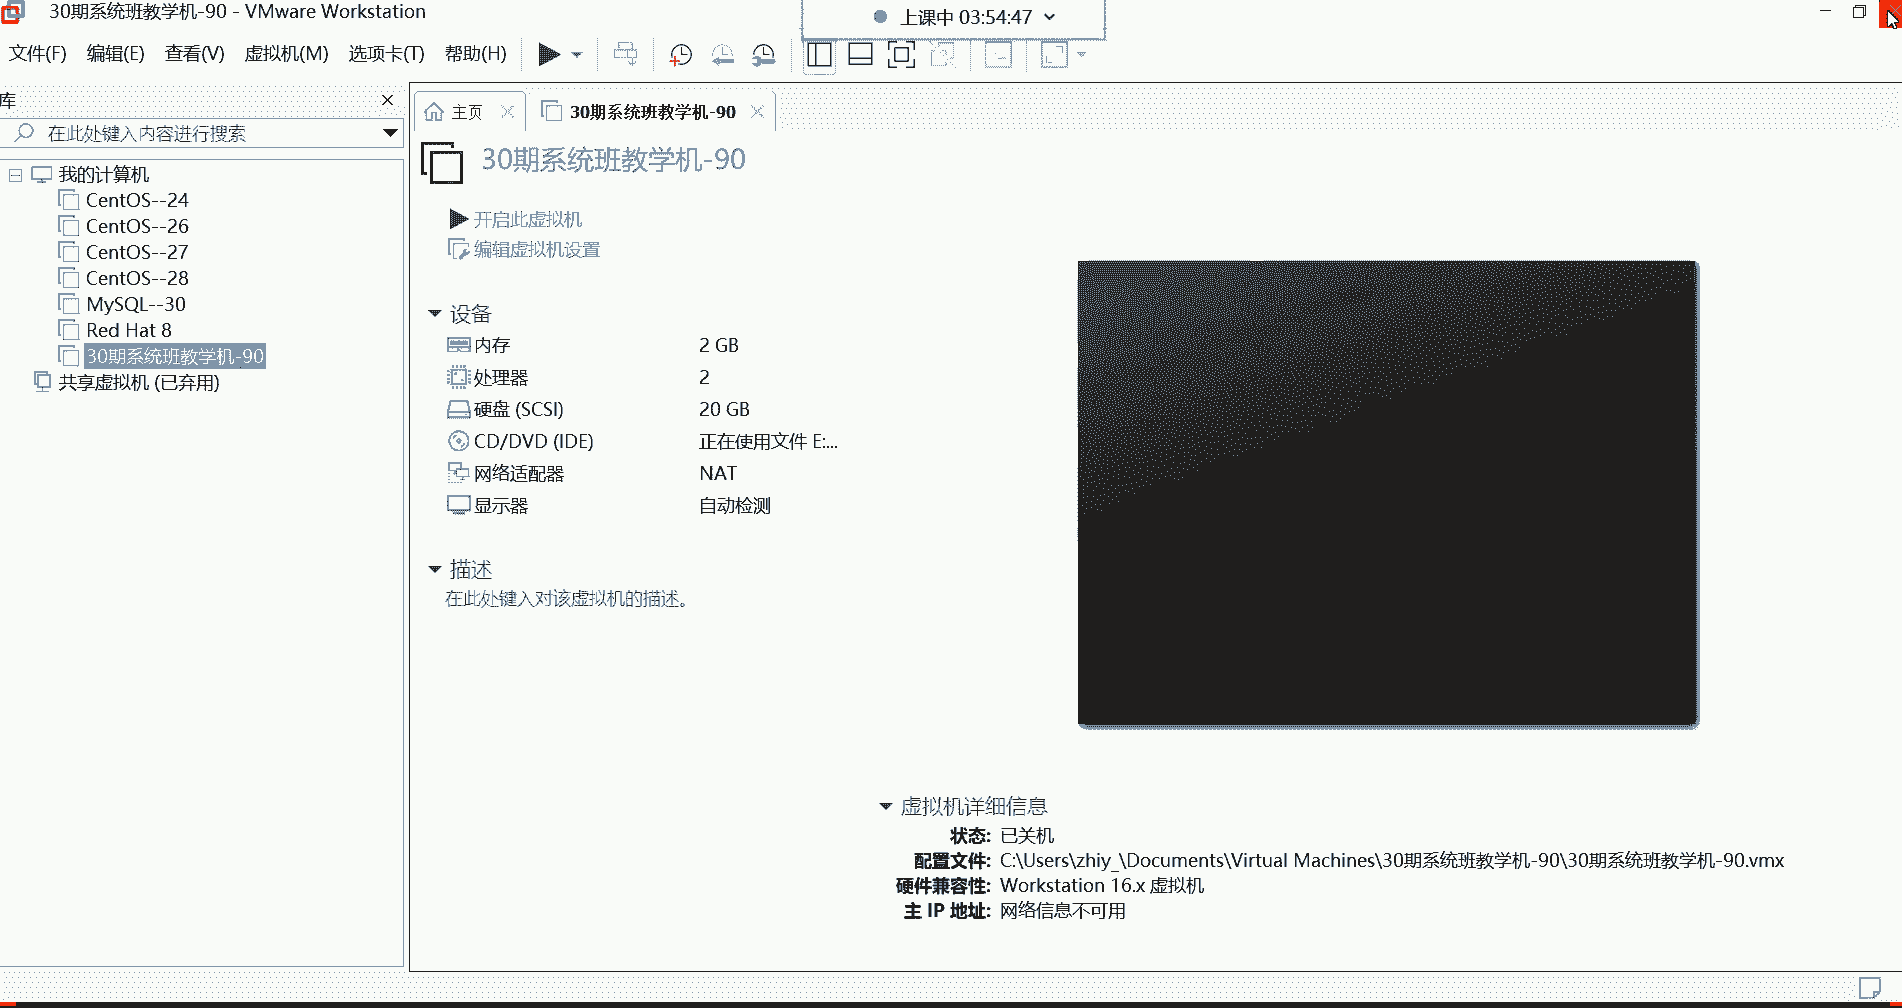 30期系统班教学机-90 - VMware Workstation
上课中 03:54:47
文件(F) 编辑(E) 查看(V) 虚拟机(M) 选项卡(T) 帮助(H)
库
在此处键入内容进行搜索
我的计算机
CentOS--24
CentOS--26
CentOS--27
CentOS--28
MySQL--30
Red Hat 8
30期系统班教学机-90
共享虚拟机 (已弃用)
主页
30期系统班教学机-90
30期系统班教学机-90
开启此虚拟机
编辑虚拟机设置
设备
内存 2 GB
处理器 2
硬盘 (SCSI) 20 GB
CD/DVD (IDE) 正在使用文件 E:...
网络适配器 NAT
显示器 自动检测
描述
在此处键入对该虚拟机的描述。
虚拟机详细信息
状态: 已关机
配置文件: C:\Users\zhiy_\Documents\Virtual Machines\30期系统班教学机-90\30期系统班教学机-90.vmx
硬件兼容性: Workstation 16.x 虚拟机
主 IP 地址: 网络信息不可用